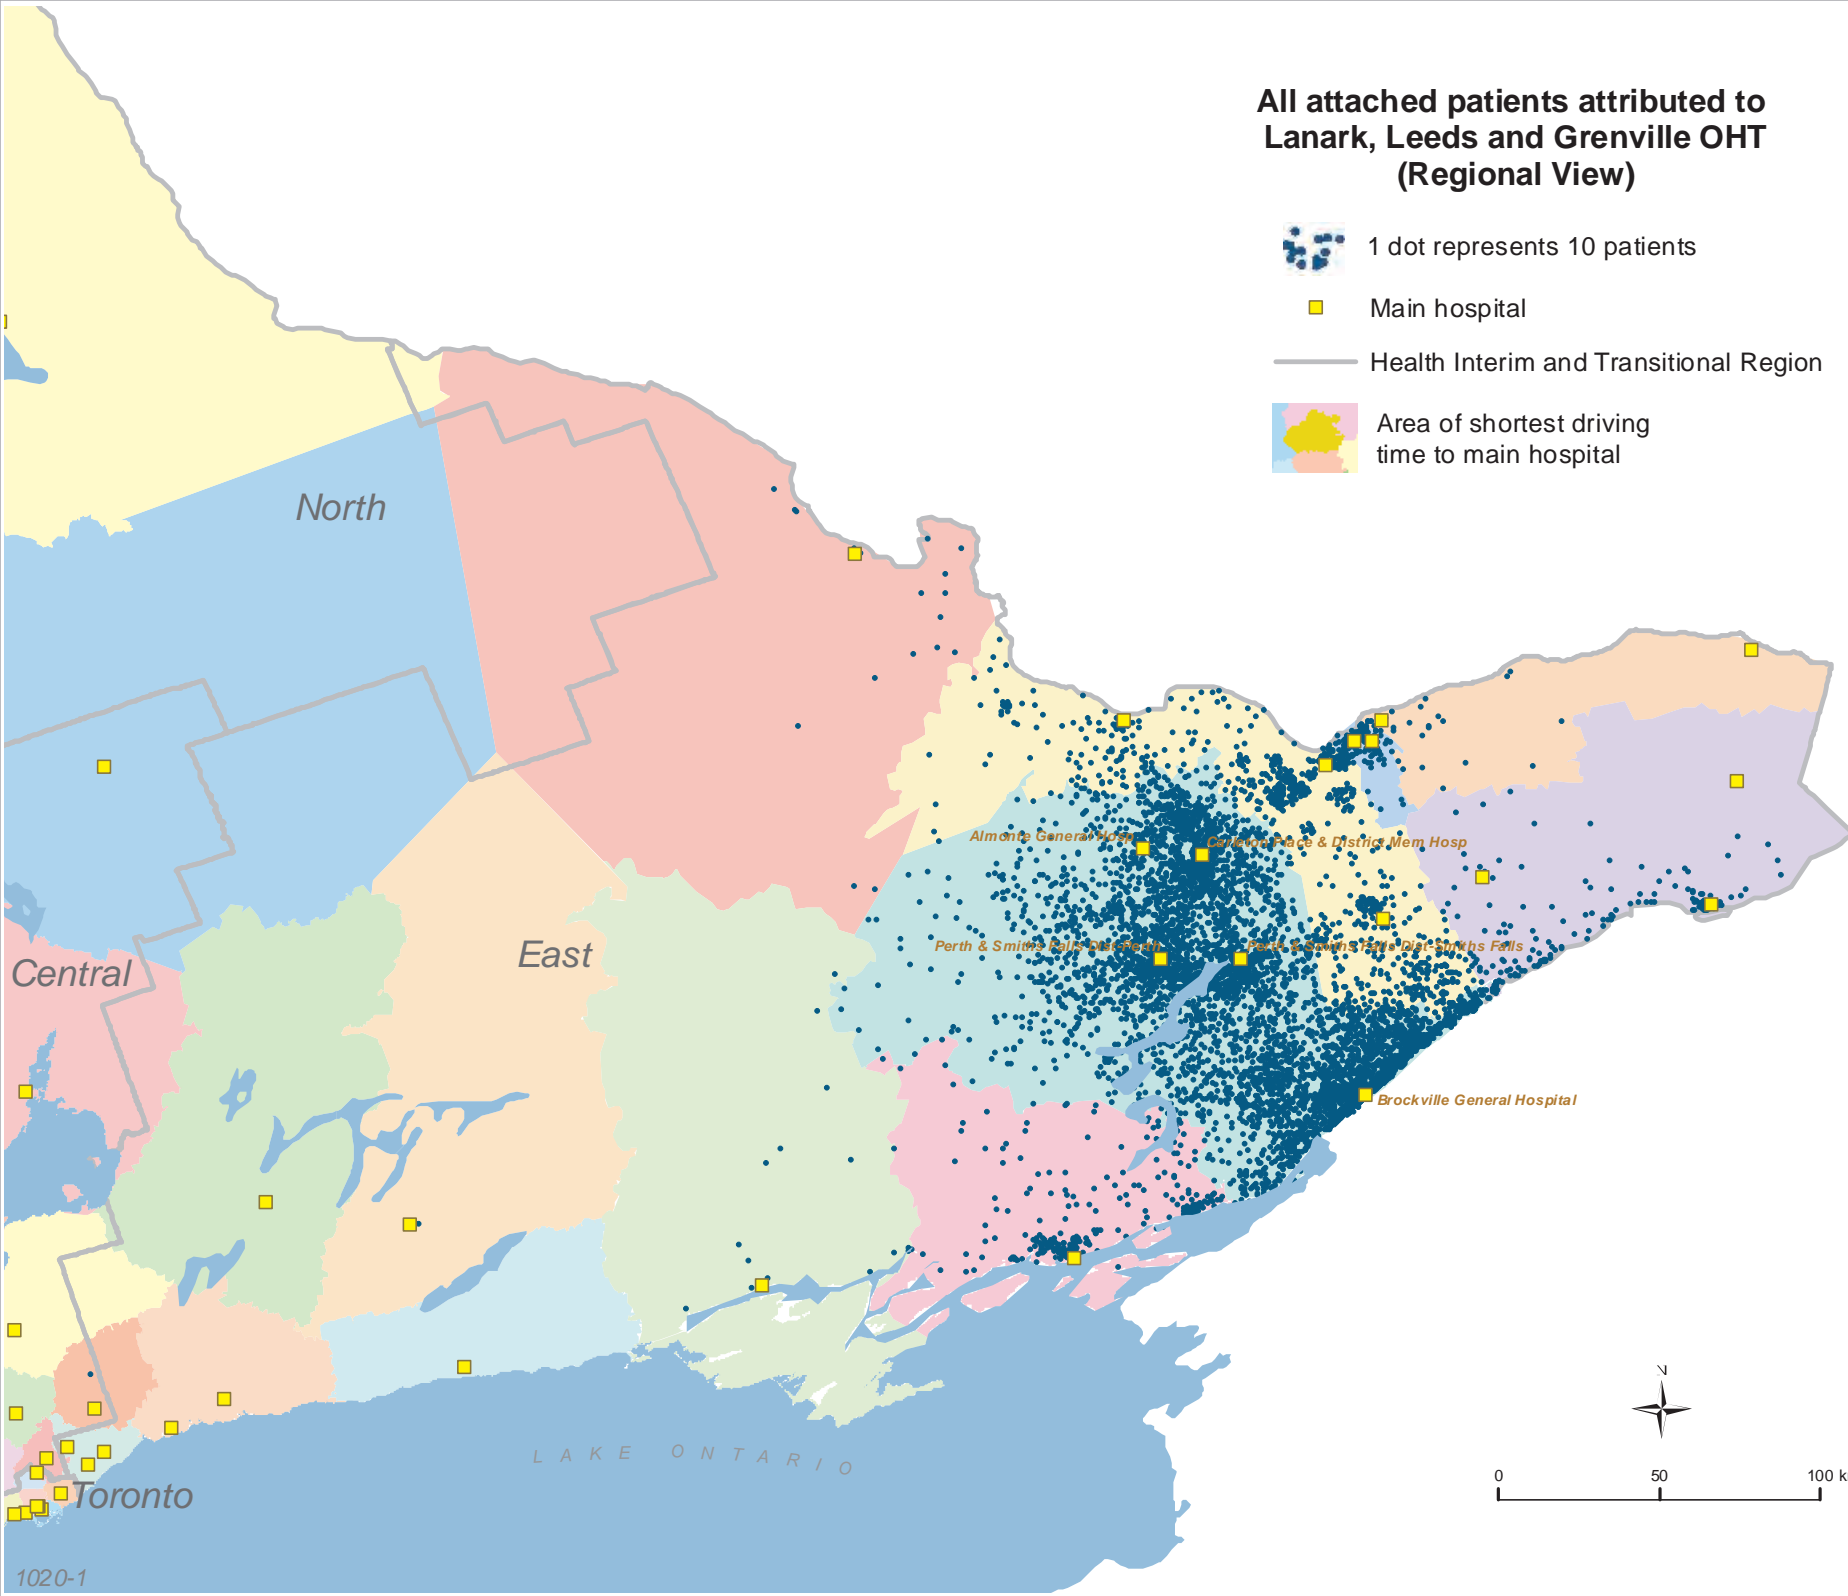 All attached patients attributed to
Lanark, Leeds and Grenville OHT
(Regional View)
1 dot represents 10 patients
Main hospital
Health Interim and Transitional Region
Area of shortest driving
time to main hospital
North
Almonte General Hosp
Carleton Place & District Mem Hosp
Central
East
Perth & Smiths Falls Dist-Perth
Perth & Smiths Falls Dist-Smiths Falls
Brockville General Hospital
N
LAKE ONTARIO
0 50 100 k
Toronto
1020-1